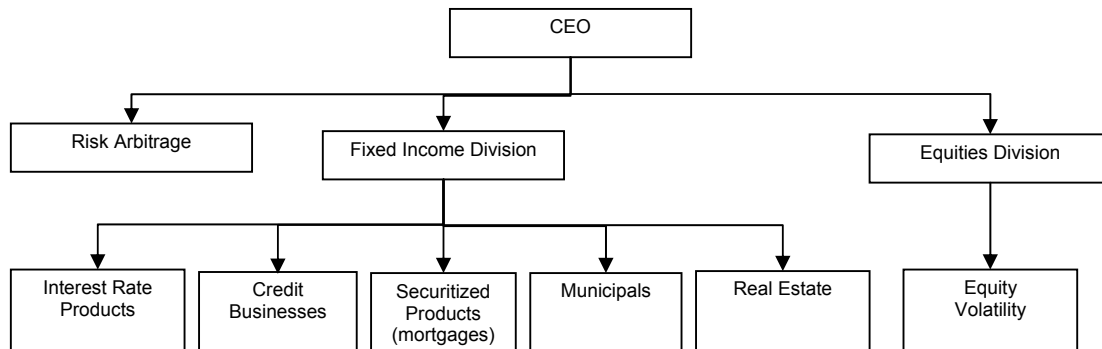 CEO
Risk Arbitrage
Fixed Income Division
Equities Division
Interest Rate
Products
Credit
Businesses
Securitized
Products
(mortgages)
Municipals
Real Estate
Equity
Volatility